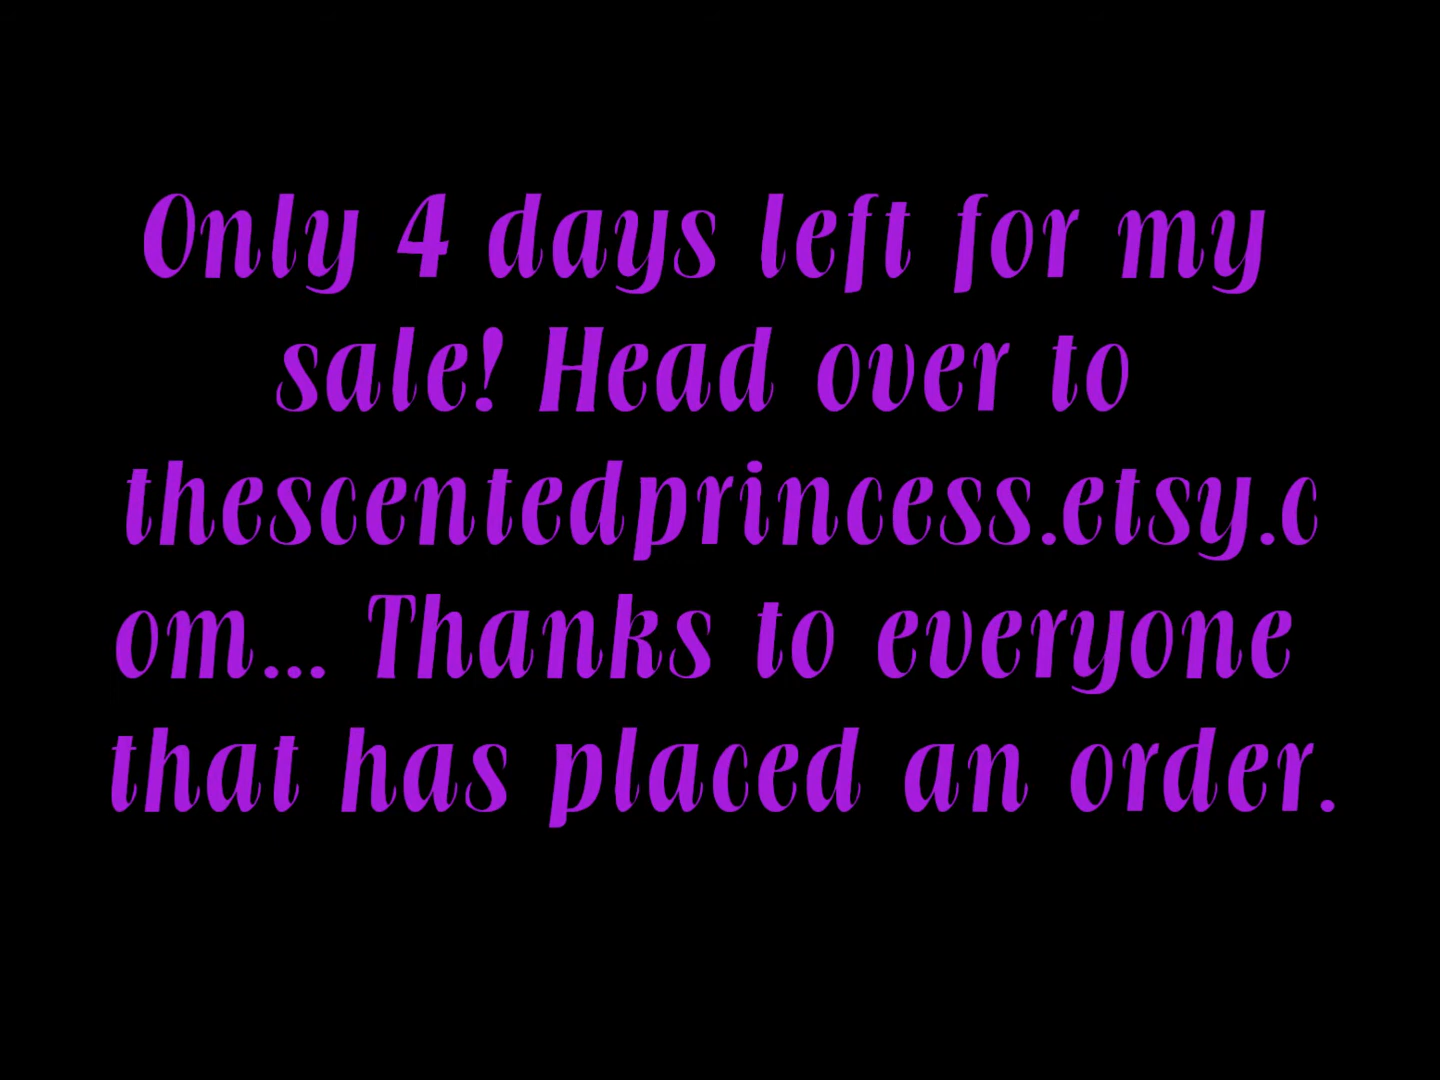 Only 4 days left for my
sale! Head over to
thescentedprincess.etsy.c
om... Thanks to everyone
that has placed an order.